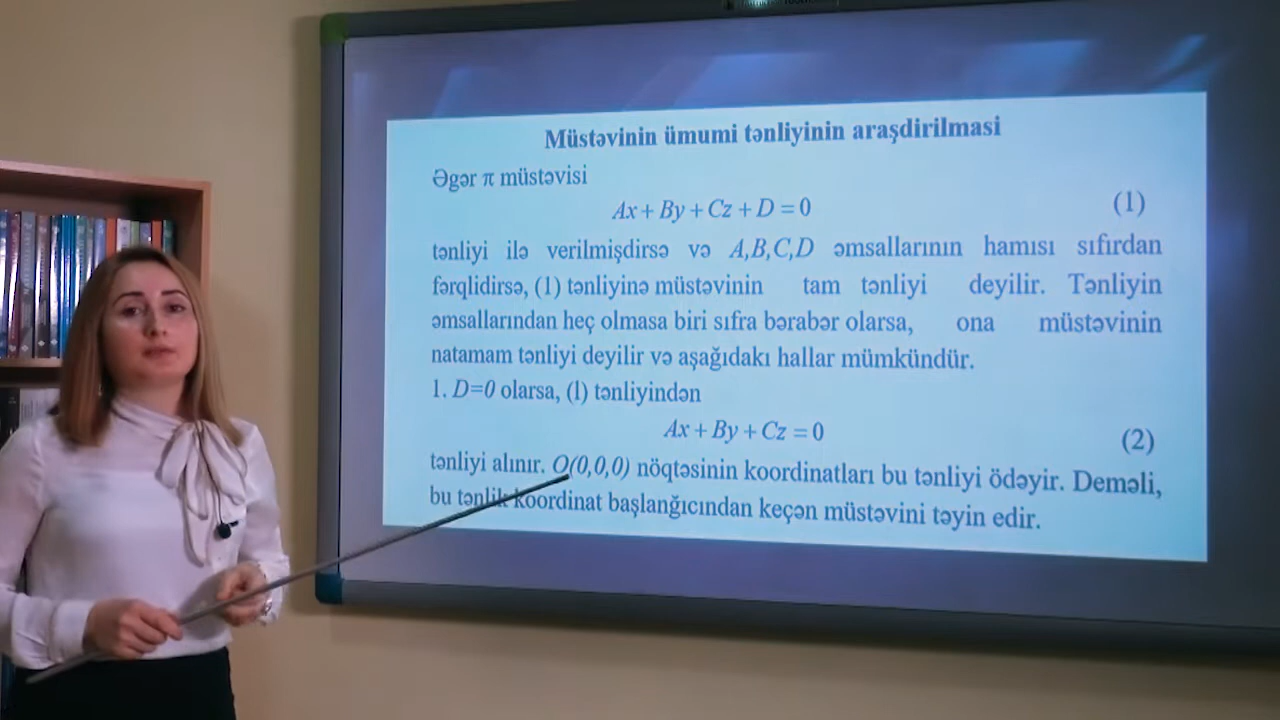 Müstəvinin ümumi tənliyinin araşdirilmasi
Əgər π müstəvisi
Ax + By + Cz + D = 0 (1)
tənliyi ilə verilmişdirsə və A,B,C,D əmsallarının hamısı sıfırdan
fərqlidirsə, (1) tənliyinə müstəvinin tam tənliyi deyilir. Tənliyin
əmsallarından heç olmasa biri sıfra bərabər olarsa, ona müstəvinin
natamam tənliyi deyilir və aşağıdakı hallar mümkündür.
1. D=0 olarsa, (l) tənliyindən
Ax + By + Cz = 0 (2)
tənliyi alınır. O(0,0,0) nöqtəsinin koordinatları bu tənliyi ödəyir. Deməli,
bu tənlik koordinat başlanğıcından keçən müstəvini təyin edir.